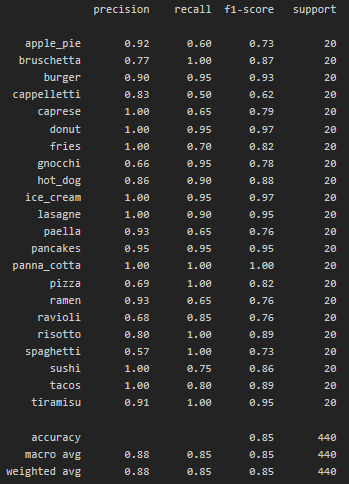 precision recall f1-score support
apple_pie 0.92 0.60 0.73 20
bruschetta 0.77 1.00 0.87 20
burger 0.90 0.95 0.93 20
cappelletti 0.83 0.50 0.62 20
caprese 1.00 0.65 0.79 20
donut 1.00 0.95 0.97 20
fries 1.00 0.70 0.82 20
gnocchi 0.66 0.95 0.78 20
hot_dog 0.86 0.90 0.88 20
ice_cream 1.00 0.95 0.97 20
lasagne 1.00 0.90 0.95 20
paella 0.93 0.65 0.76 20
pancakes 0.95 0.95 0.95 20
panna_cotta 1.00 1.00 1.00 20
pizza 0.69 1.00 0.82 20
ramen 0.93 0.65 0.76 20
ravioli 0.68 0.85 0.76 20
risotto 0.80 1.00 0.89 20
spaghetti 0.57 1.00 0.73 20
sushi 1.00 0.75 0.86 20
tacos 1.00 0.80 0.89 20
tiramisu 0.91 1.00 0.95 20
accuracy 0.85 440
macro avg 0.88 0.85 0.85 440
weighted avg 0.88 0.85 0.85 440